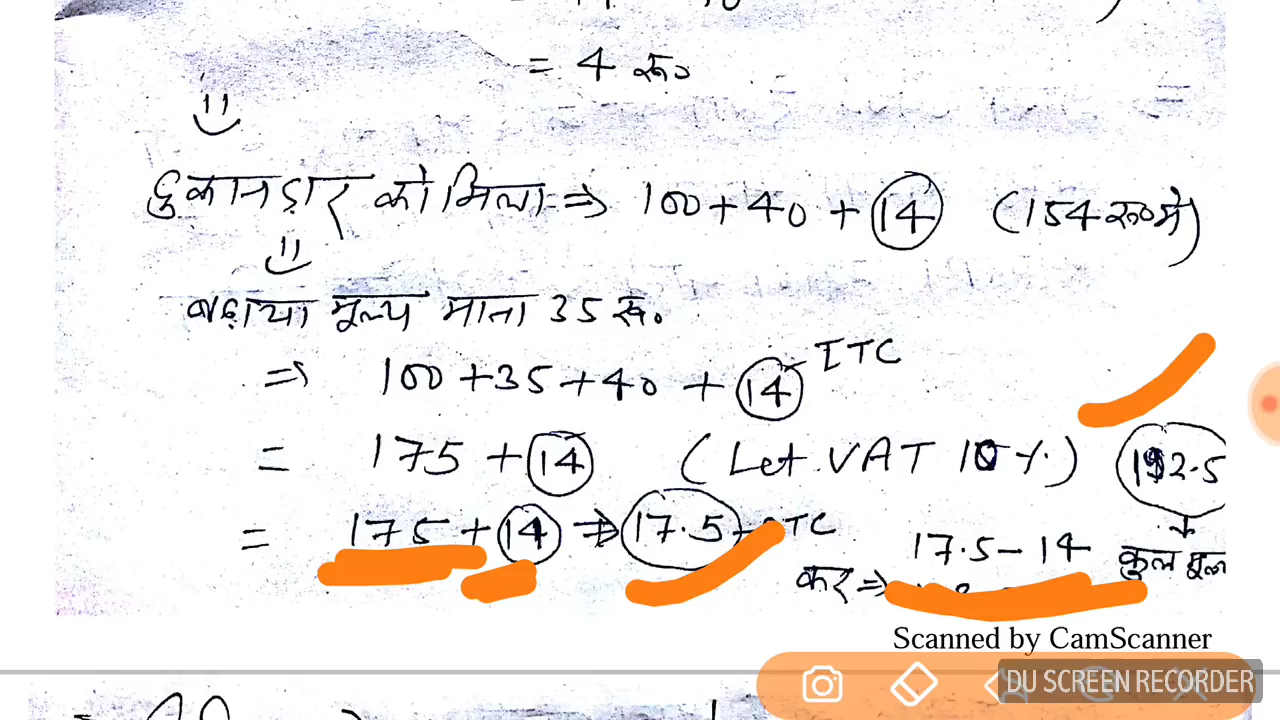 = 4 रू०
दुकानदार को मिला ⇒ 100 + 40 + 14 (154 रू० में)
बढ़ाया मूल्य माना 35 रू.
⇒ 100 + 35 + 40 + 14 ITC
= 175 + 14 (Let VAT 10%) 192.5
= 175 + 14 ⇒ 17.5 - ITC
17.5 - 14 कुल मूल्
कर ⇒
Scanned by CamScanner
DU SCREEN RECORDER